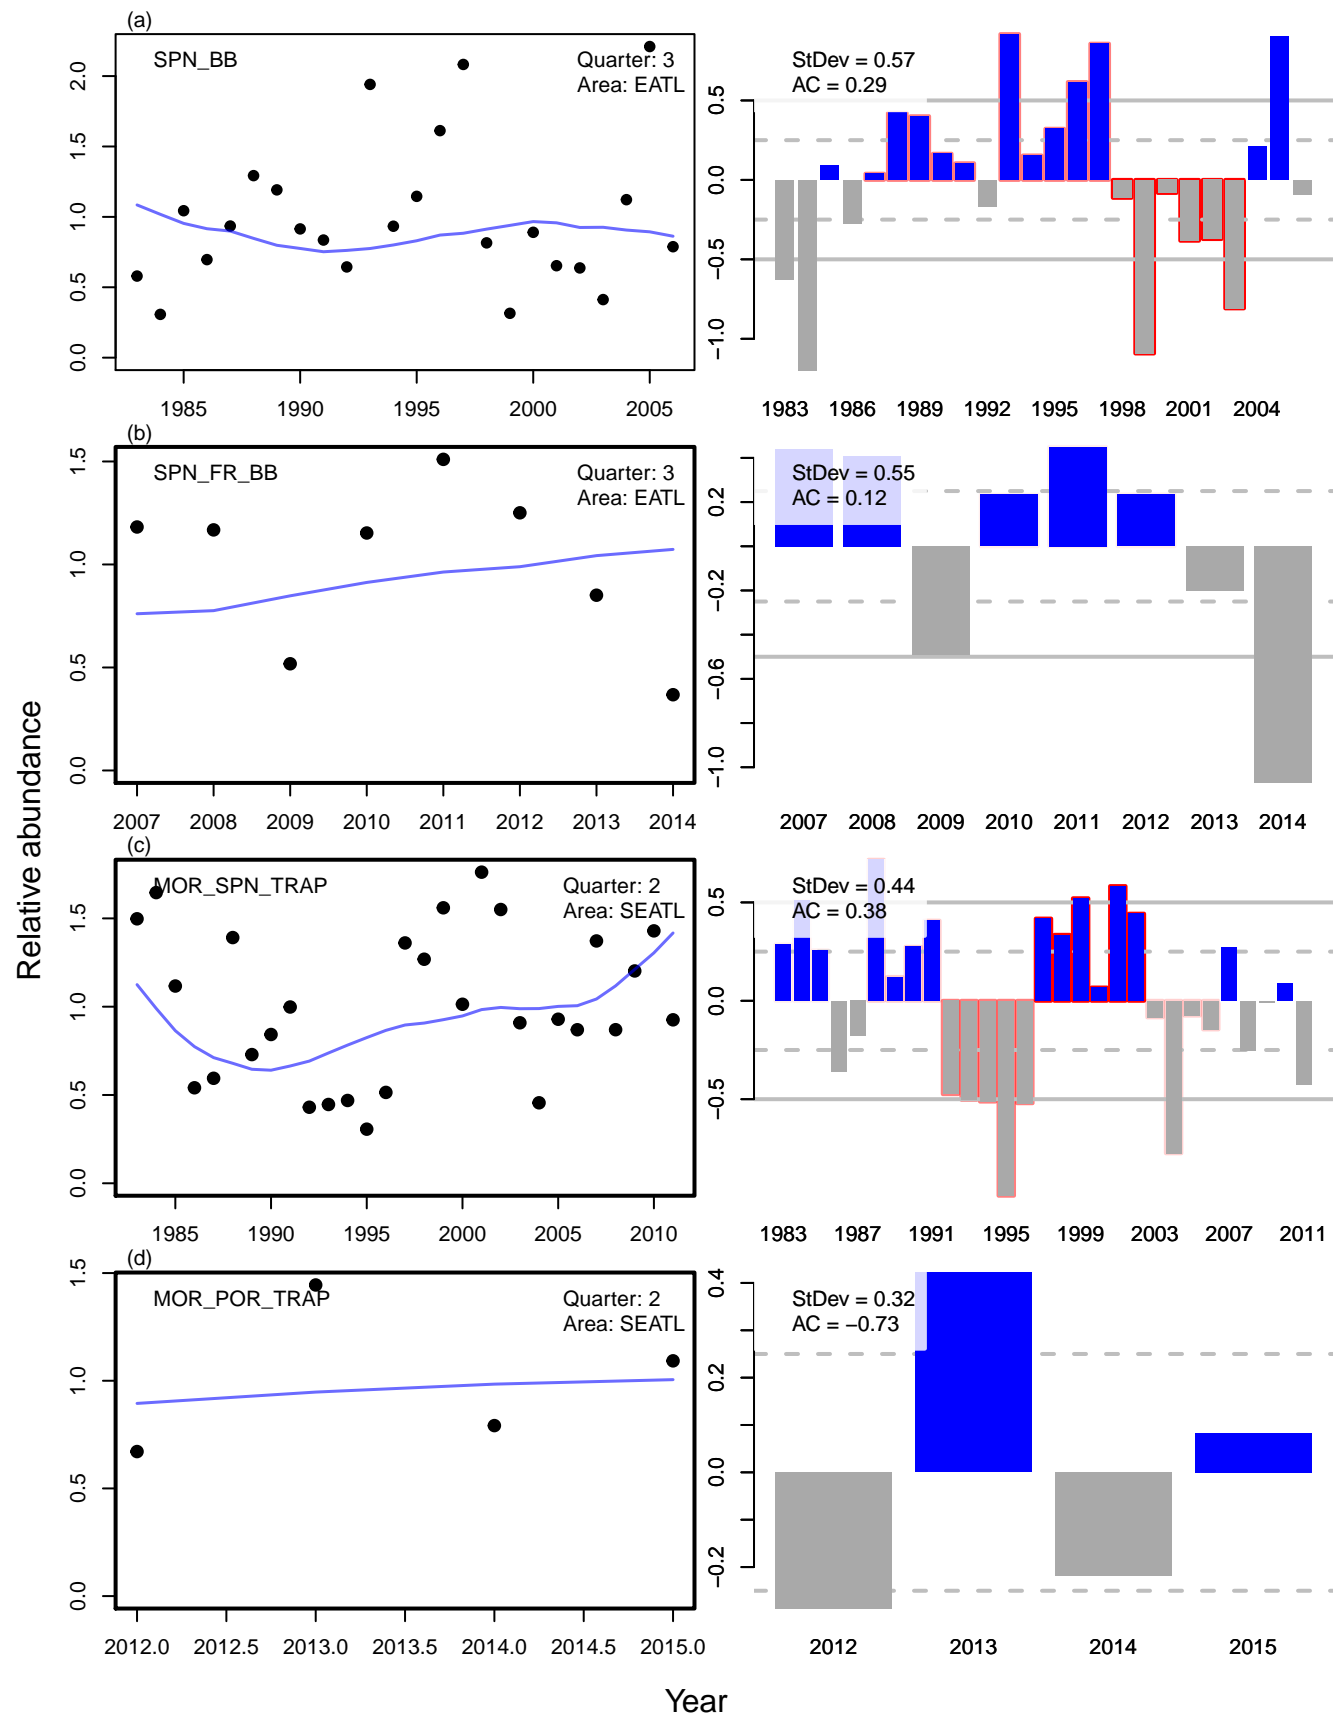 (a)
SPN_BB
Quarter: 3
Area: EATL
0.0 0.5 1.0 1.5 2.0
1985 1990 1995 2000 2005
StDev = 0.57
AC = 0.29
−1.0 −0.5 0.0 0.5
1983 1986 1989 1992 1995 1998 2001 2004
(b)
SPN_FR_BB
Quarter: 3
Area: EATL
0.0 0.5 1.0 1.5
2007 2008 2009 2010 2011 2012 2013 2014
StDev = 0.55
AC = 0.12
−1.0 −0.6 −0.2 0.2
2007 2008 2009 2010 2011 2012 2013 2014
(c)
MOR_SPN_TRAP
Quarter: 2
Area: SEATL
0.0 0.5 1.0 1.5
1985 1990 1995 2000 2005 2010
StDev = 0.44
AC = 0.38
−0.5 0.0 0.5
1983 1987 1991 1995 1999 2003 2007 2011
(d)
MOR_POR_TRAP
Quarter: 2
Area: SEATL
0.0 0.5 1.0 1.5
2012.0 2012.5 2013.0 2013.5 2014.0 2014.5 2015.0
StDev = 0.32
AC = −0.73
−0.2 0.0 0.2 0.4
2012 2013 2014 2015
Relative abundance
Year